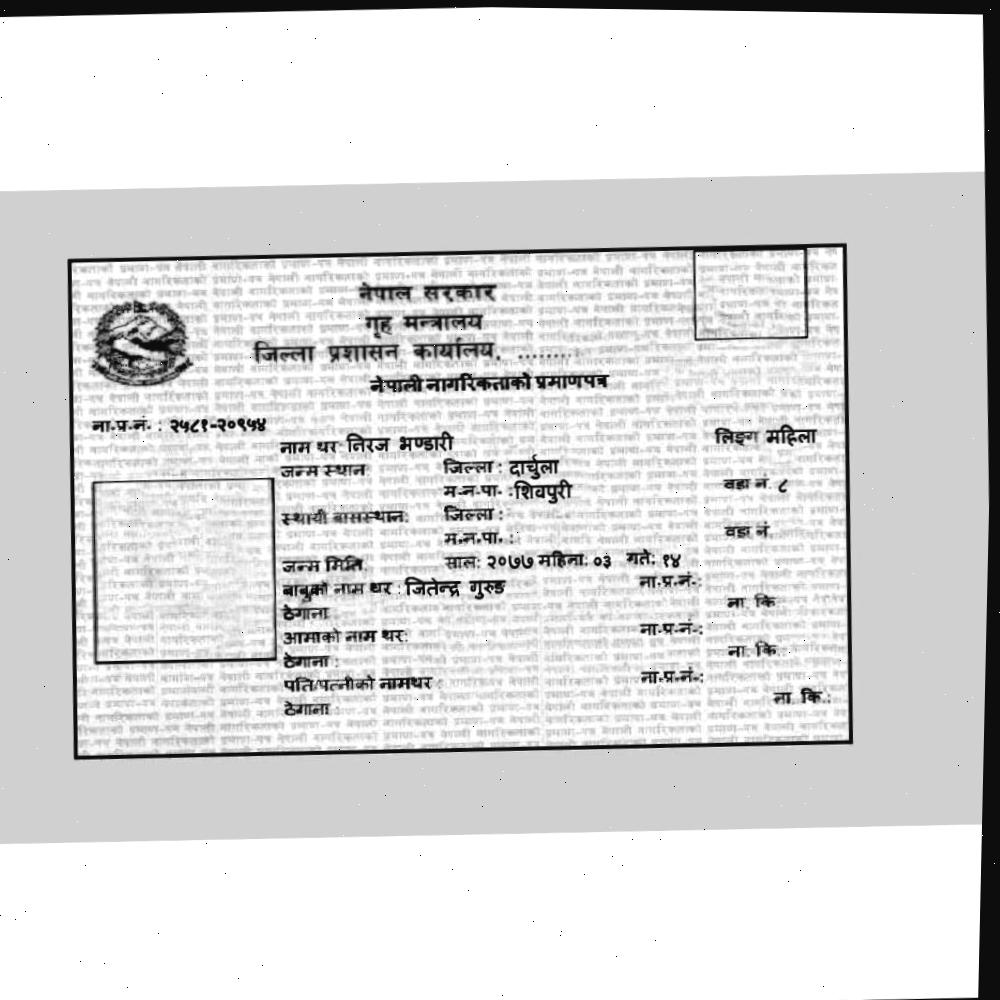 नेपाल सरकार
गृह मन्त्रालय
जिल्ला प्रशासन कार्यालय, ........
नेपाली नागरिकताको प्रमाणपत्र
ना.प्र.नं. : २५८१-२०९५४
नाम थर निरज भण्डारी लिङ्ग महिला
जन्म स्थान जिल्ला : दार्चुला
म.न.पा. : शिवपुरी वडा नं. ८
स्थायी बासस्थान: जिल्ला :
म.न.पा. : वडा नं.
जन्म मिति साल: २०७७ महिना: ०३ गते: १४
बाबुको नाम थर : जितेन्द्र गुरुङ ना.प्र.नं.:
ठेगाना ना. कि.:
आमाको नाम थर: ना.प्र.नं.:
ठेगाना : ना. कि.:
पति/पत्नीको नामथर : ना.प्र.नं.:
ठेगाना : ना. कि.: